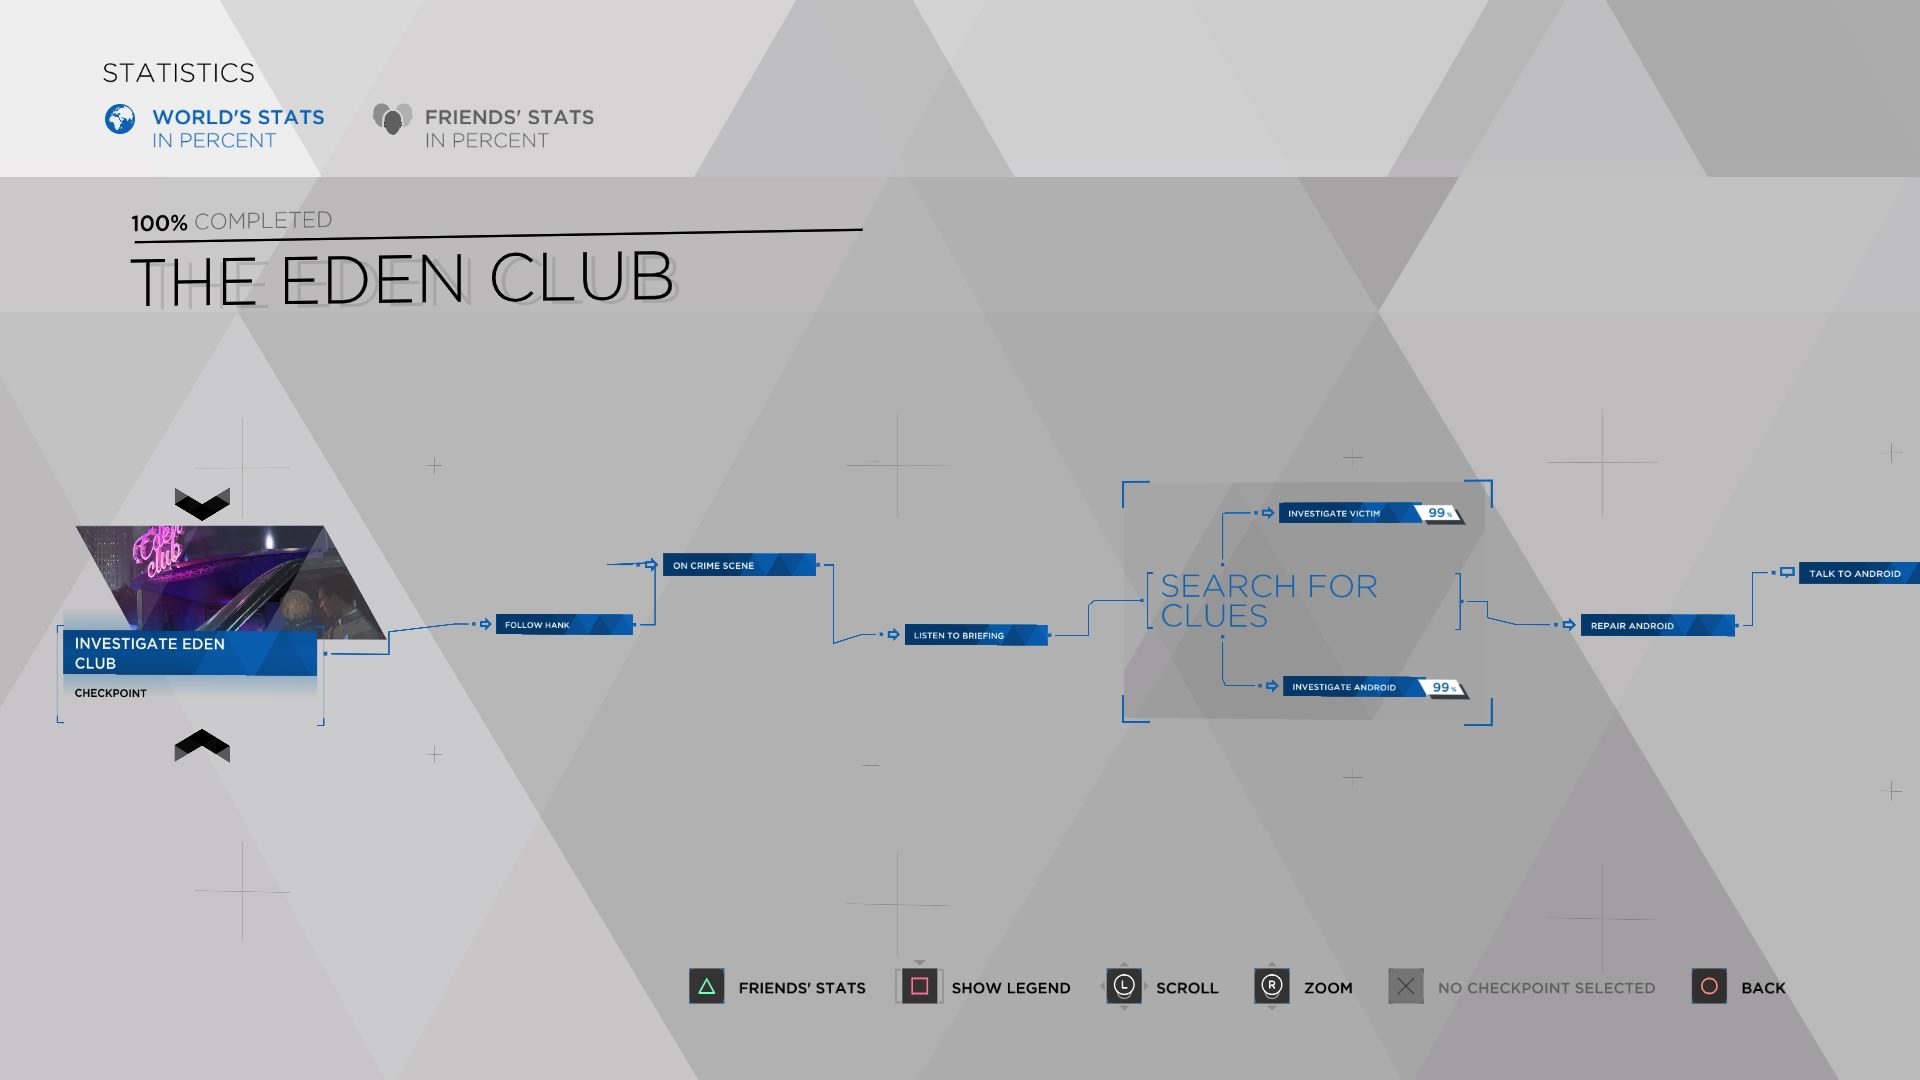 STATISTICS
WORLD'S STATS
IN PERCENT
FRIENDS' STATS
IN PERCENT
100% COMPLETED
THE EDEN CLUB
Eden
club
INVESTIGATE EDEN
CLUB
CHECKPOINT
FOLLOW HANK
ON CRIME SCENE
LISTEN TO BRIEFING
SEARCH FOR
CLUES
INVESTIGATE VICTIM 99%
INVESTIGATE ANDROID 99%
REPAIR ANDROID
TALK TO ANDROID
FRIENDS' STATS
SHOW LEGEND
L SCROLL
R ZOOM
NO CHECKPOINT SELECTED
BACK